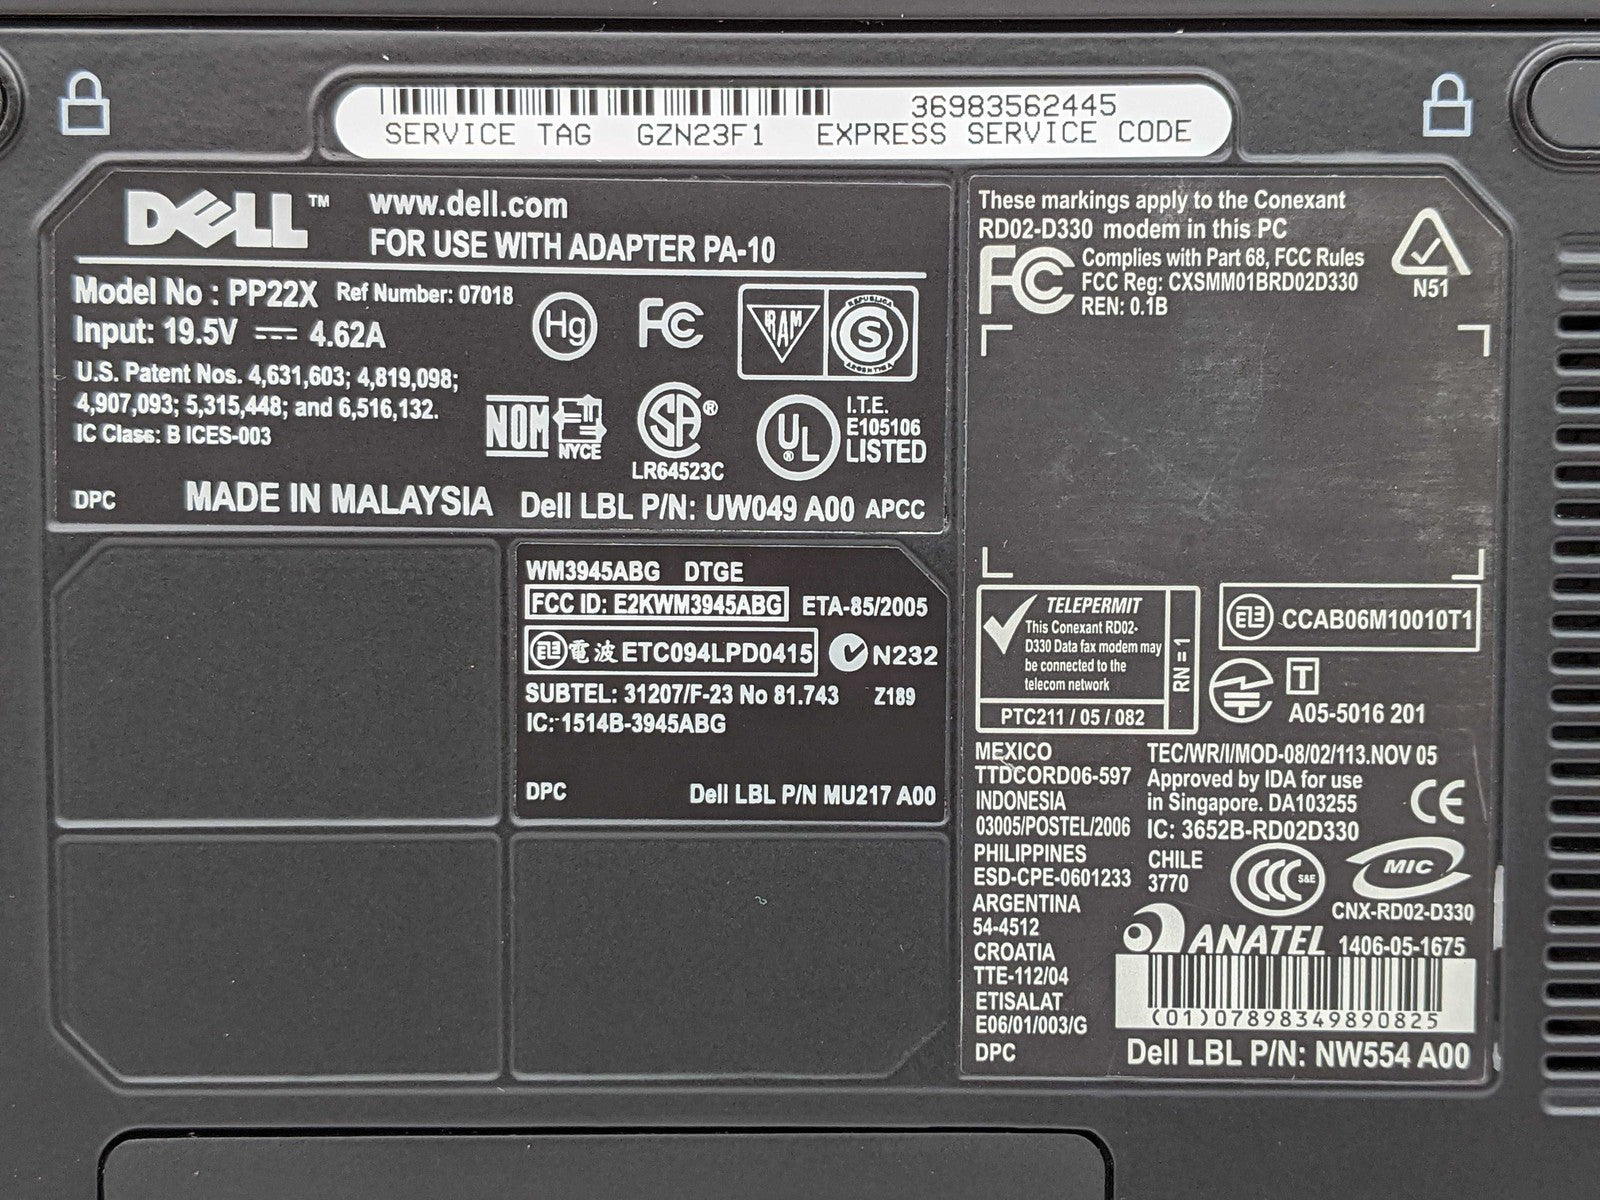 36983562445
SERVICE TAG GZN23F1 EXPRESS SERVICE CODE
DELL™ www.dell.com
FOR USE WITH ADAPTER PA-10
Model No : PP22X Ref Number: 07018
Input: 19.5V 4.62A
U.S. Patent Nos. 4,631,603; 4,819,098;
4,907,093; 5,315,448; and 6,516,132.
IC Class: B ICES-003
Hg FC IRAM REPUBLICA S ARGENTINA
NOM NYCE
SA®
LR64523C
UL® I.T.E.
E105106
LISTED
DPC MADE IN MALAYSIA Dell LBL P/N: UW049 A00 APCC
WM3945ABG DTGE
FCC ID: E2KWM3945ABG ETA-85/2005
電波 ETC094LPD0415 N232
SUBTEL: 31207/F-23 No 81.743 Z189
IC: 1514B-3945ABG
DPC Dell LBL P/N MU217 A00
These markings apply to the Conexant
RD02-D330 modem in this PC
FC Complies with Part 68, FCC Rules
FCC Reg: CXSMM01BRD02D330
REN: 0.1B
N51
TELEPERMIT
This Conexant RD02-
D330 Data fax modem may
be connected to the
telecom network
PTC211 / 05 / 082
RN = 1
CCAB06M10010T1
T
A05-5016 201
MEXICO
TTDCORD06-597
INDONESIA
03005/POSTEL/2006
PHILIPPINES
ESD-CPE-0601233
ARGENTINA
54-4512
CROATIA
TTE-112/04
ETISALAT
E06/01/003/G
DPC
TEC/WR/I/MOD-08/02/113.NOV 05
Approved by IDA for use
in Singapore. DA103255
CE
IC: 3652B-RD02D330
CHILE
3770
CCC S&E
MIC
CNX-RD02-D330
ANATEL 1406-05-1675
(01)07898349890825
Dell LBL P/N: NW554 A00